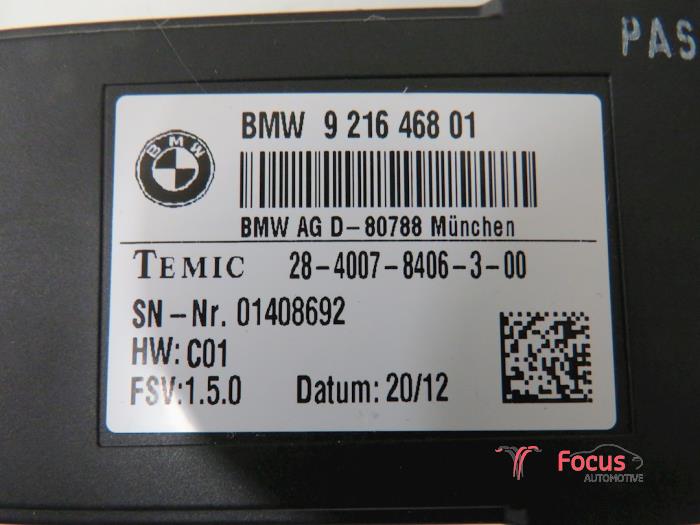 PAS
BMW
BMW 9 216 468 01
BMW AG D-80788 München
TEMIC 28-4007-8406-3-00
SN-Nr. 01408692
HW: C01
FSV:1.5.0 Datum: 20/12
Focus
AUTOMOTIVE